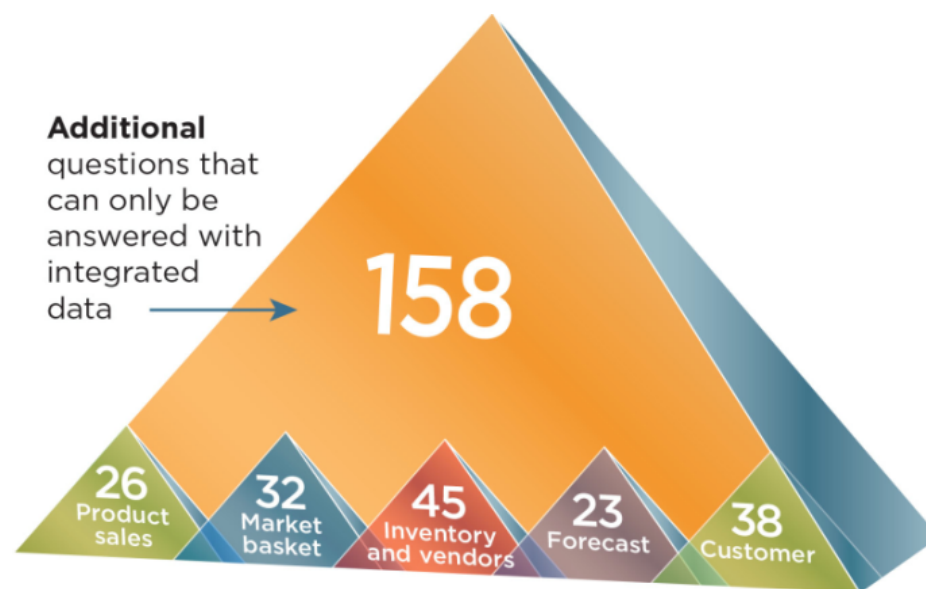 Additional
questions that
can only be
answered with
integrated
data
158
26
Product
sales
32
Market
basket
45
Inventory
and vendors
23
Forecast
38
Customer